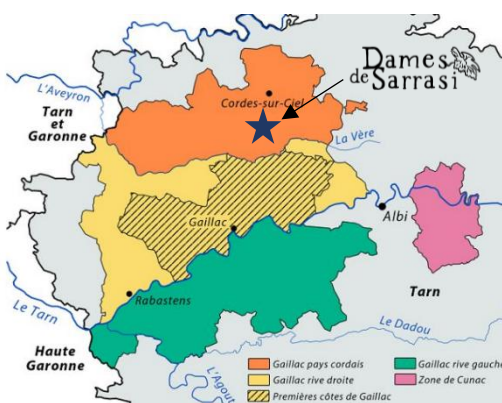 Dames
de Sarrasi
L'Aveyron
Tarn
et
Garonne
Cordes-sur-Ciel
La Vère
Gaillac
Albi
Rabastens
Tarn
Le Tarn
Le Dadou
Haute
Garonne
L'Agout
Gaillac pays cordais
Gaillac rive droite
Premières côtes de Gaillac
Gaillac rive gauche
Zone de Cunac